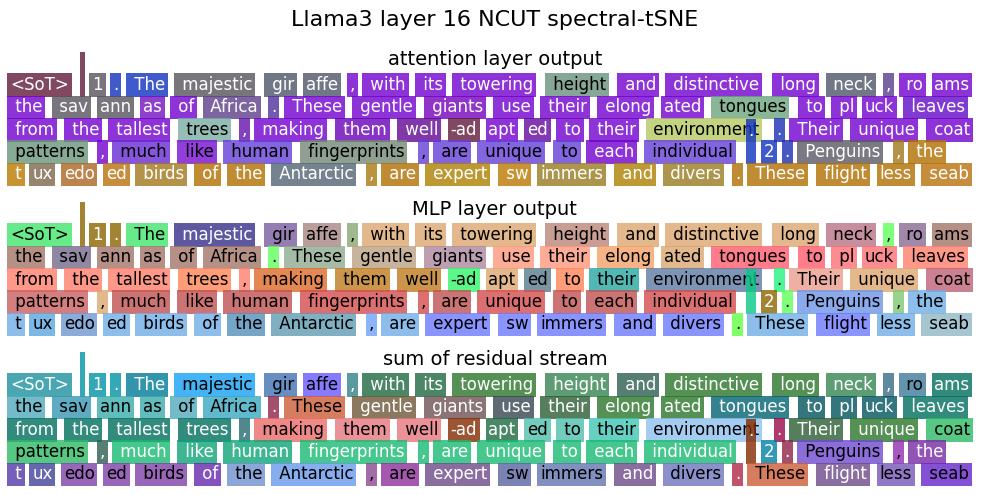 Llama3 layer 16 NCUT spectral-tSNE
attention layer output
<SoT> 1 . The majestic gir affe , with its towering height and distinctive long neck , ro ams
the sav ann as of Africa . These gentle giants use their elong ated tongues to pl uck leaves
from the tallest trees , making them well -ad apt ed to their environment . Their unique coat
patterns , much like human fingerprints , are unique to each individual 2 . Penguins , the
t ux edo ed birds of the Antarctic , are expert sw immers and divers . These flight less seab
MLP layer output
<SoT> 1 . The majestic gir affe , with its towering height and distinctive long neck , ro ams
the sav ann as of Africa . These gentle giants use their elong ated tongues to pl uck leaves
from the tallest trees , making them well -ad apt ed to their environment . Their unique coat
patterns , much like human fingerprints , are unique to each individual 2 . Penguins , the
t ux edo ed birds of the Antarctic , are expert sw immers and divers . These flight less seab
sum of residual stream
<SoT> 1 . The majestic gir affe , with its towering height and distinctive long neck , ro ams
the sav ann as of Africa . These gentle giants use their elong ated tongues to pl uck leaves
from the tallest trees , making them well -ad apt ed to their environment . Their unique coat
patterns , much like human fingerprints , are unique to each individual 2 . Penguins , the
t ux edo ed birds of the Antarctic , are expert sw immers and divers . These flight less seab